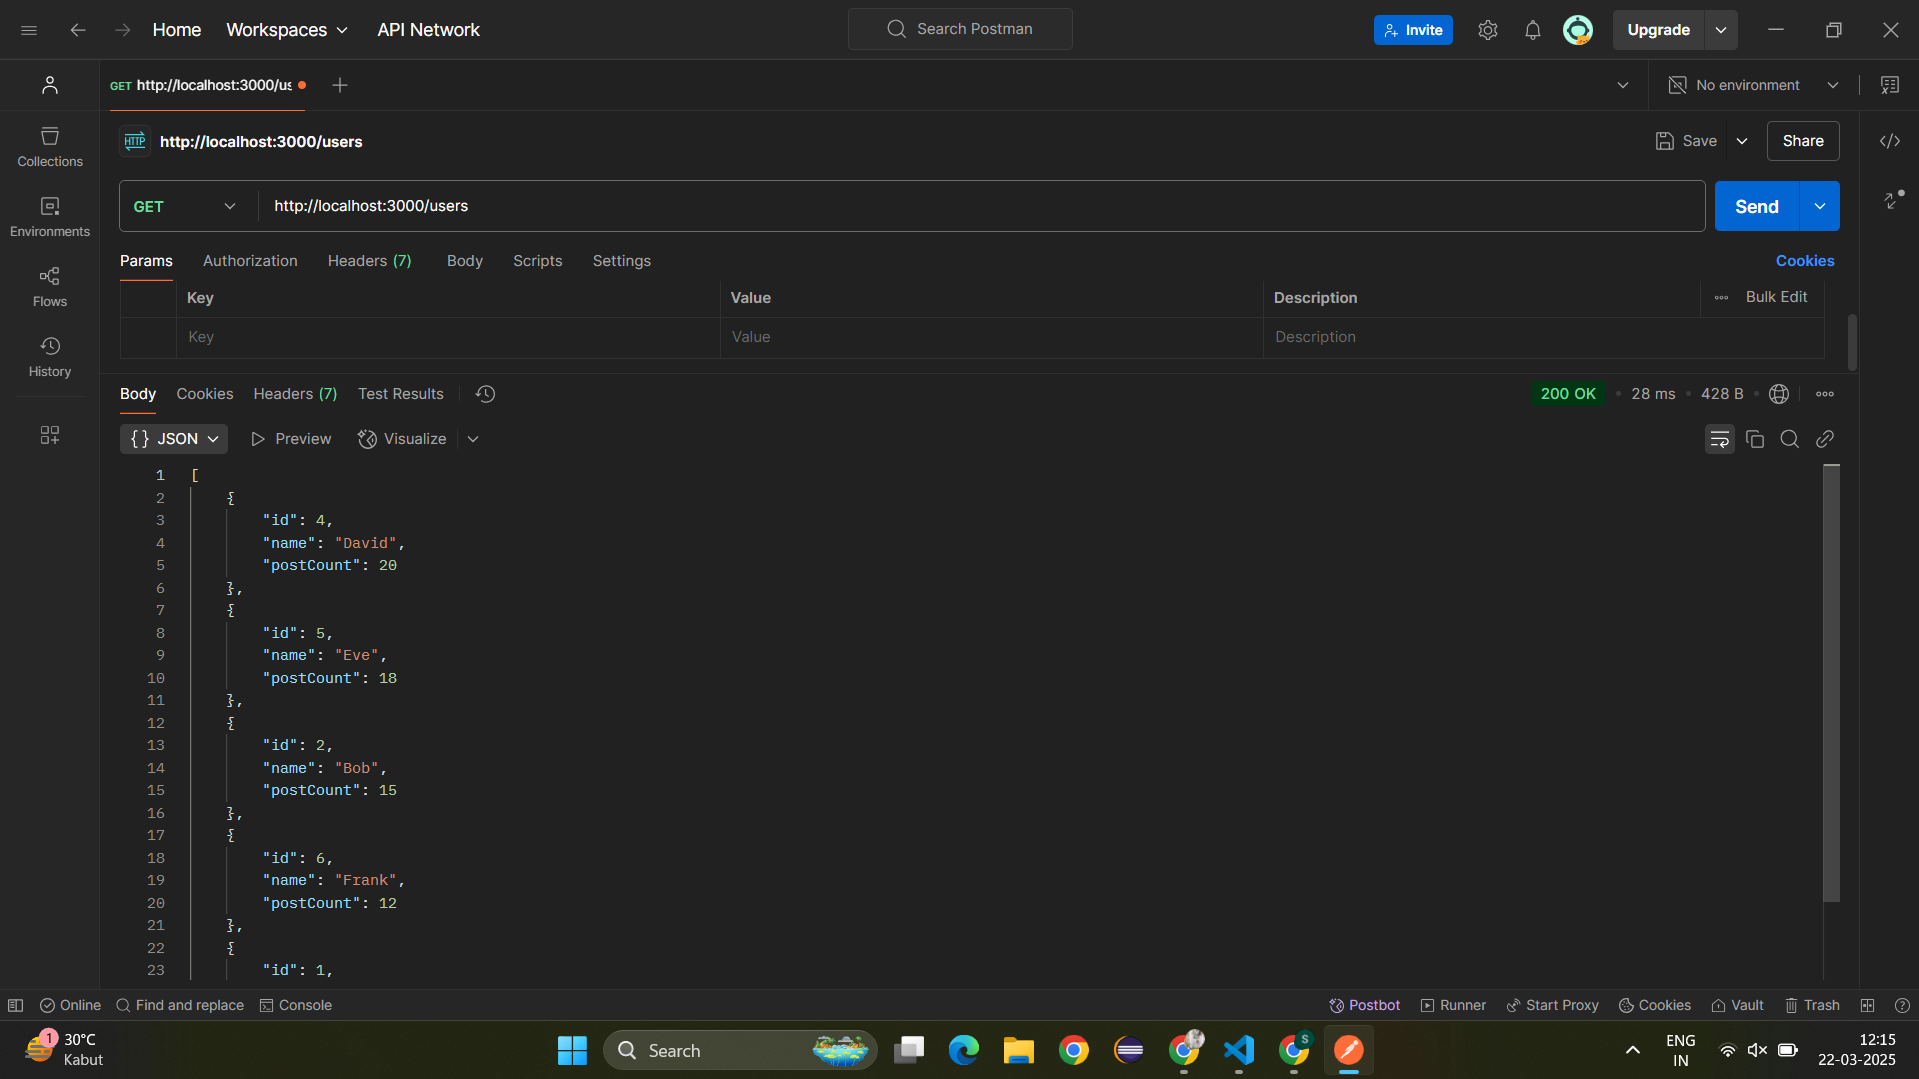 Home Workspaces API Network Search Postman Invite Upgrade
GET http://localhost:3000/us No environment
HTTP http://localhost:3000/users Save Share
Collections
GET http://localhost:3000/users Send
Environments
Params Authorization Headers (7) Body Scripts Settings Cookies
Flows
Key Value Description Bulk Edit
Key Value Description
History
Body Cookies Headers (7) Test Results 200 OK 28 ms 428 B
{} JSON Preview Visualize
1 [
2 {
3 "id": 4,
4 "name": "David",
5 "postCount": 20
6 },
7 {
8 "id": 5,
9 "name": "Eve",
10 "postCount": 18
11 },
12 {
13 "id": 2,
14 "name": "Bob",
15 "postCount": 15
16 },
17 {
18 "id": 6,
19 "name": "Frank",
20 "postCount": 12
21 },
22 {
23 "id": 1,
Online Find and replace Console Postbot Runner Start Proxy Cookies Vault Trash
1 30°C
Kabut
Search
S
ENG
IN
12:15
22-03-2025